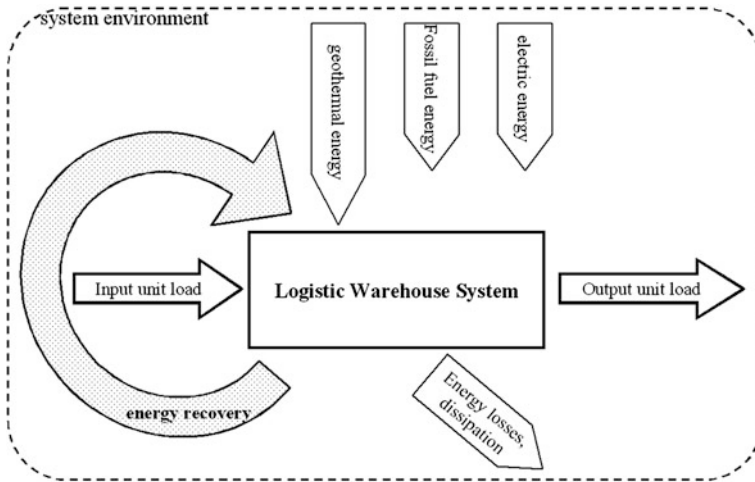 system environment
geothermal energy
Fossil fuel energy
electric energy
Input unit load
Logistic Warehouse System
Output unit load
energy recovery
Energy losses,
dissipation